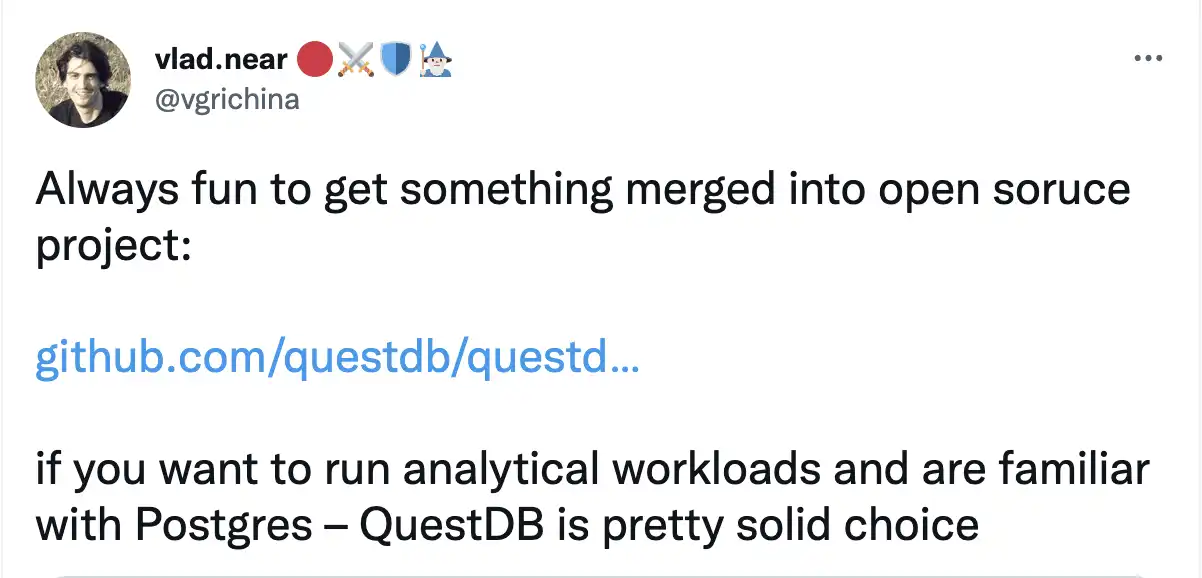 vlad.near 🔴⚔️🛡️🧙‍♂️
@vgrichina
Always fun to get something merged into open soruce
project:
github.com/questdb/questd...
if you want to run analytical workloads and are familiar
with Postgres – QuestDB is pretty solid choice